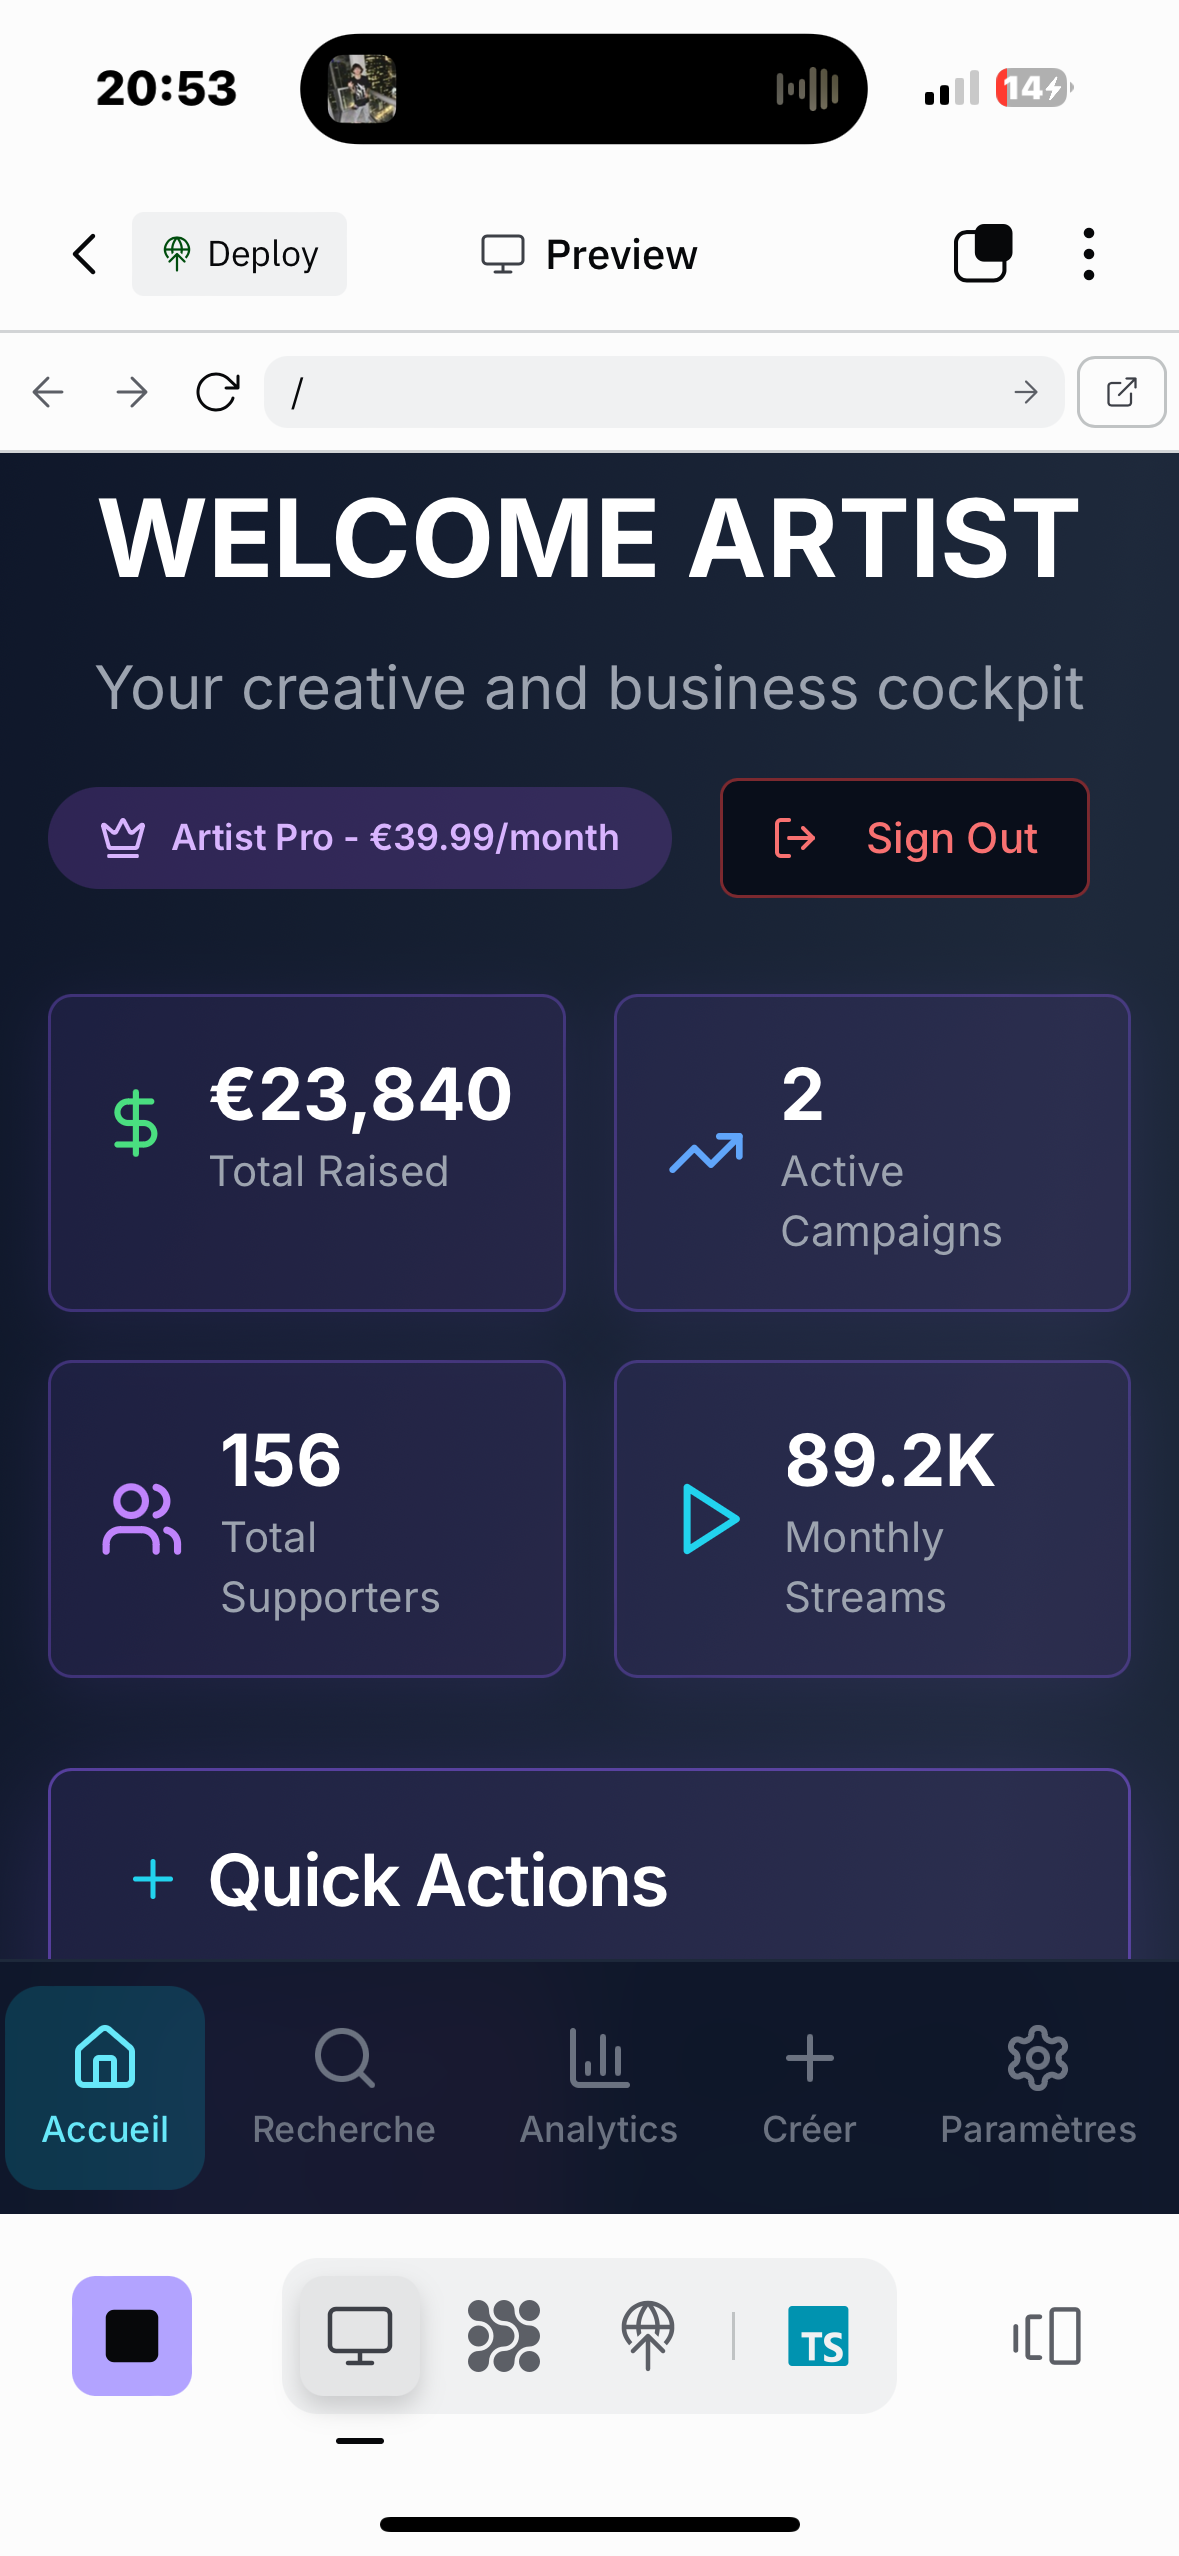 20:53
14
Deploy
Preview
/
WELCOME ARTIST
Your creative and business cockpit
Artist Pro - €39.99/month
Sign Out
€23,840
Total Raised
2
Active
Campaigns
156
Total
Supporters
89.2K
Monthly
Streams
Quick Actions
Accueil
Recherche
Analytics
Créer
Paramètres
TS